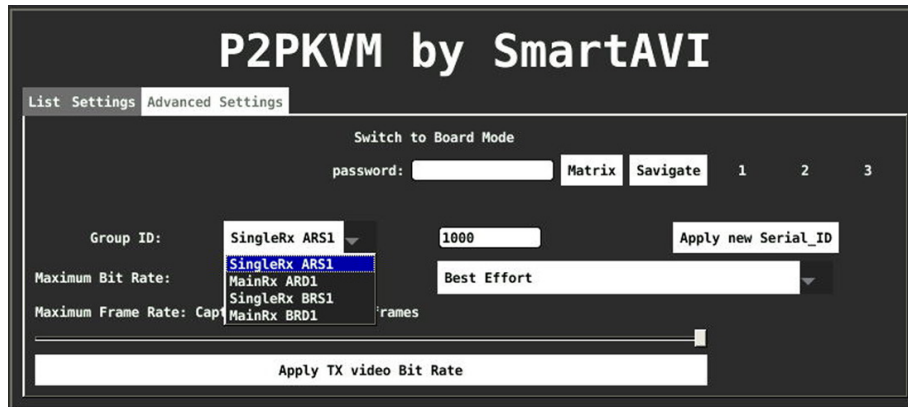 P2PKVM by SmartAVI
List Settings Advanced Settings
Switch to Board Mode
password: Matrix Savigate 1 2 3
Group ID: SingleRx ARS1 1000 Apply new Serial_ID
SingleRx ARS1
Maximum Bit Rate: MainRx ARD1 Best Effort
SingleRx BRS1
Maximum Frame Rate: MainRx BRD1
Apply TX video Bit Rate